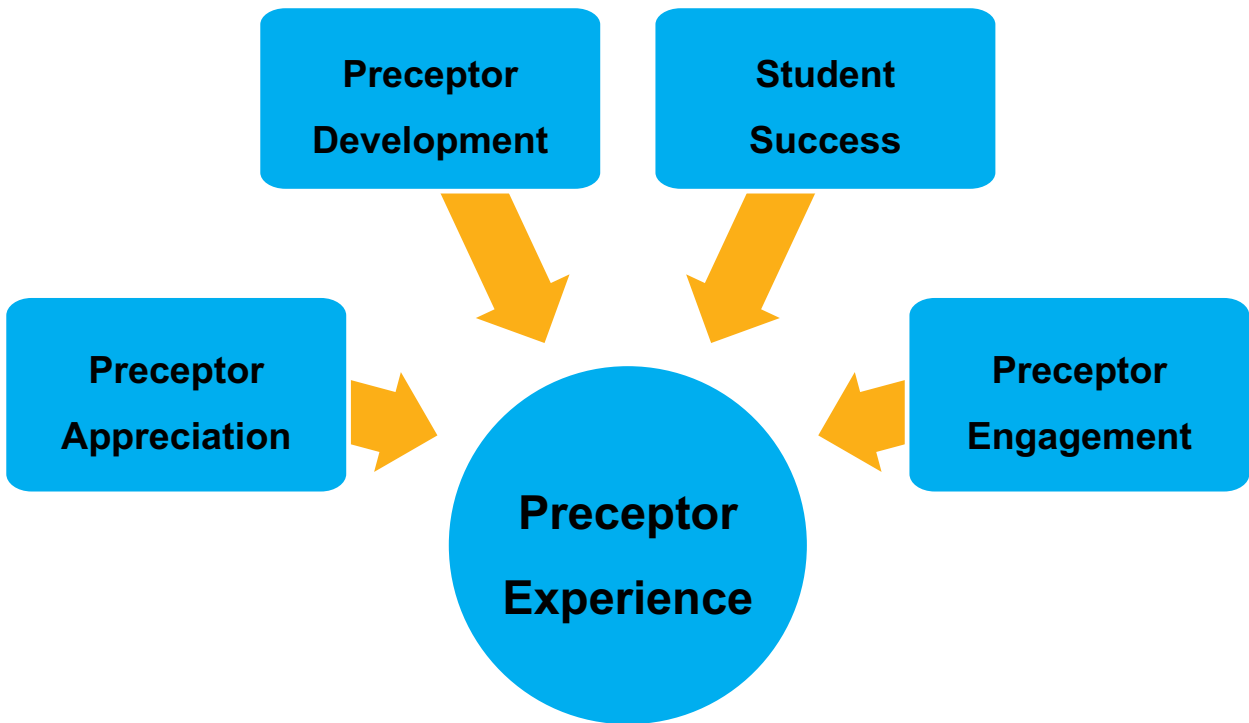 Preceptor
Development
Student
Success
Preceptor
Appreciation
Preceptor
Engagement
Preceptor
Experience